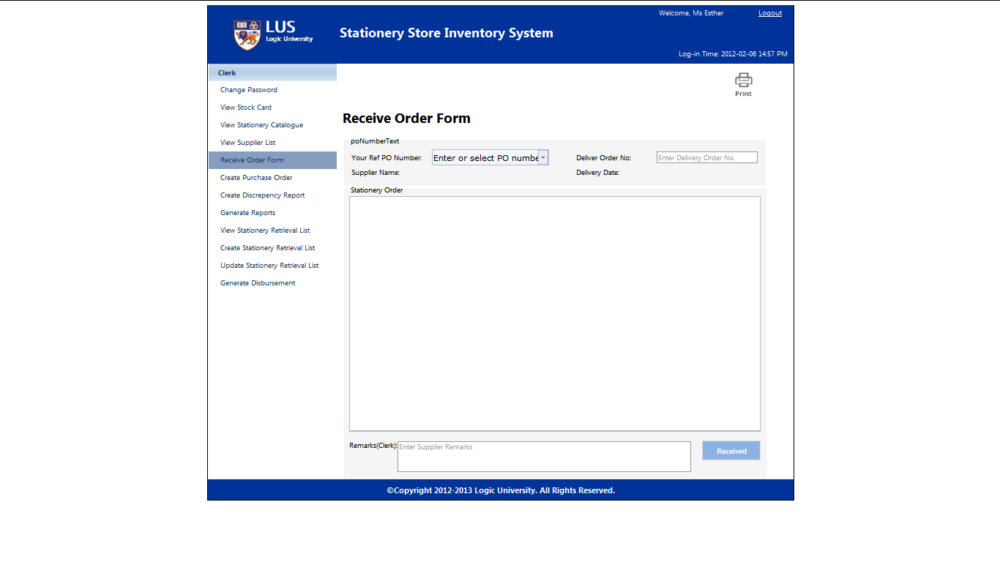 Welcome, Ms Esther Logout
LUS
Logic University
Stationery Store Inventory System
Log-in Time: 2012-02-06 14:57 PM
Clerk
Change Password
View Stock Card
View Stationery Catalogue
View Supplier List
Receive Order Form
Create Purchase Order
Create Discrepency Report
Generate Reports
View Stationery Retrieval List
Create Stationery Retrieval List
Update Stationery Retrieval List
Generate Disbursement
Print
Receive Order Form
poNumberText
Your Ref PO Number: Enter or select PO numbe Deliver Order No: Enter Delivery Order No.
Supplier Name: Delivery Date:
Stationery Order
Remarks(Clerk): Enter Supplier Remarks Received
©Copyright 2012-2013 Logic University. All Rights Reserved.